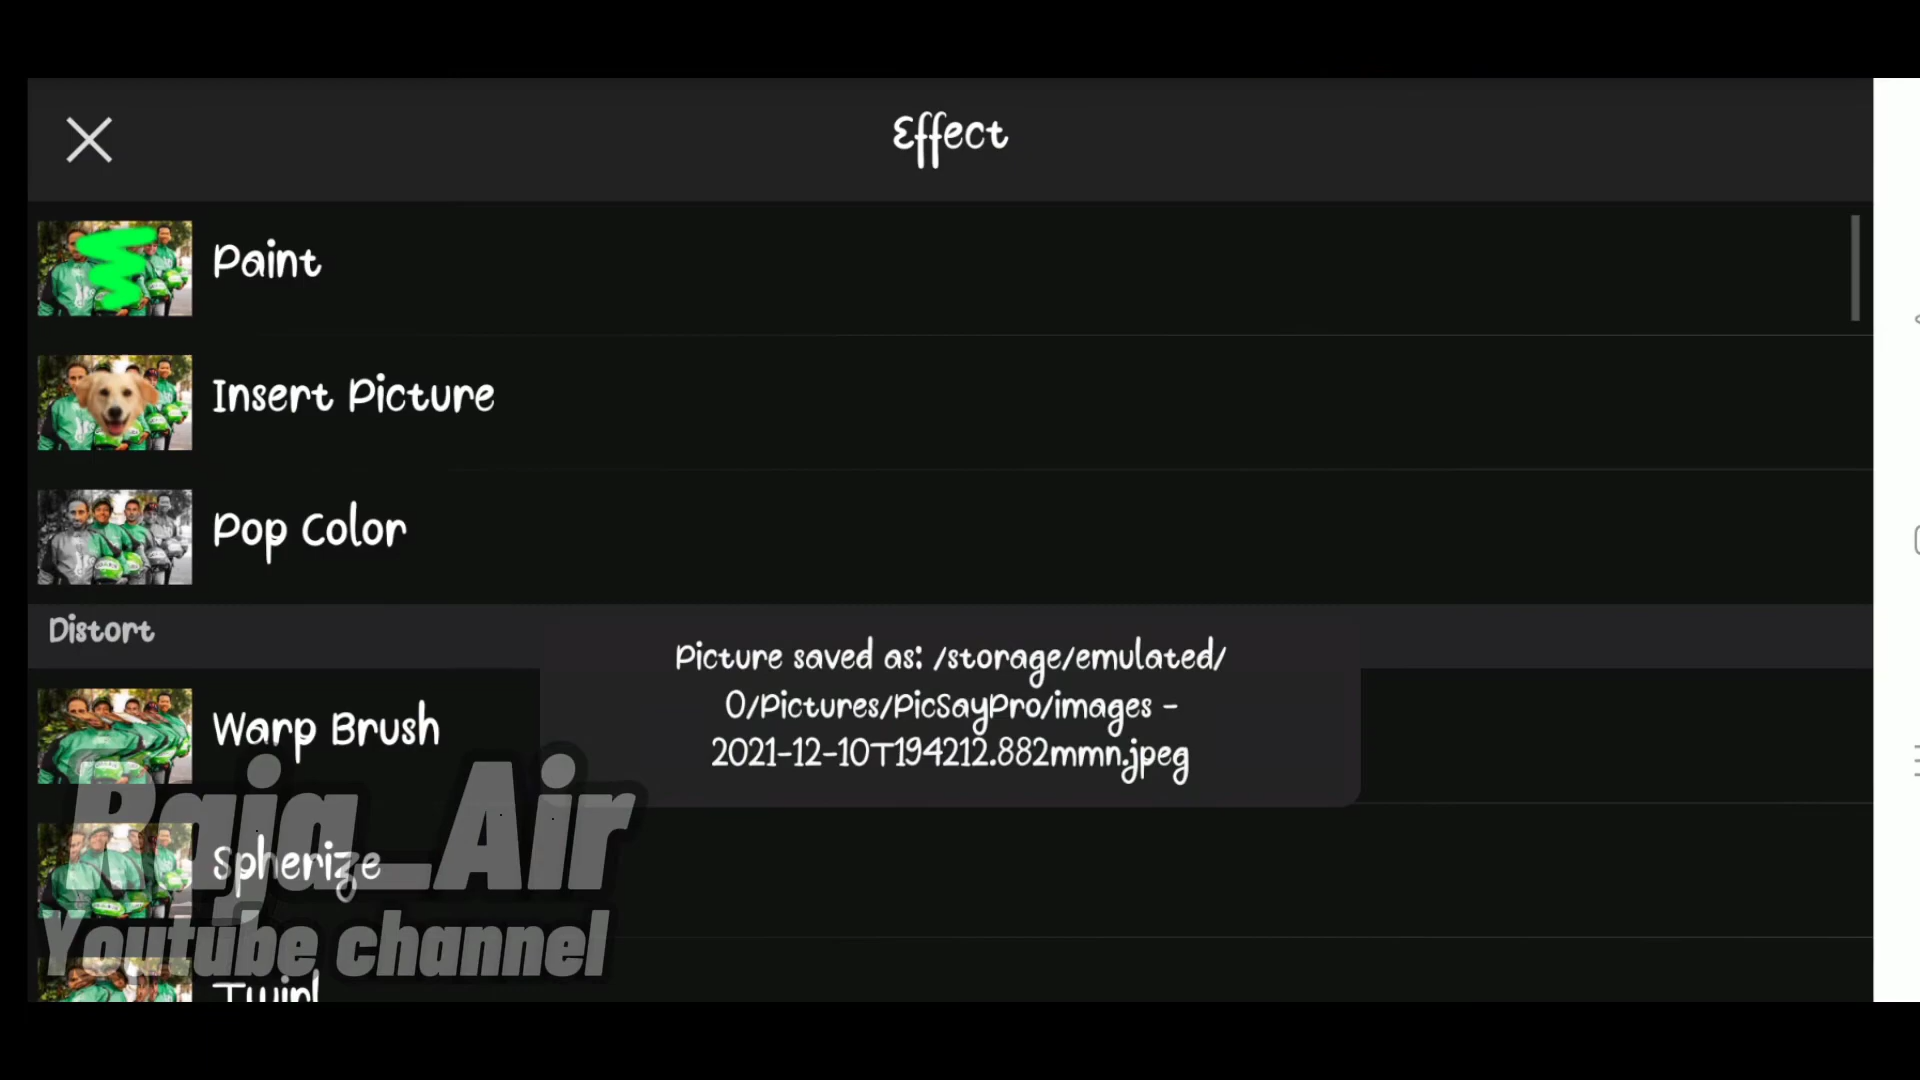 Effect
Paint
Insert Picture
Pop Color
Distort
Picture saved as: /storage/emulated/
0/Pictures/PicSayPro/images -
2021-12-10T194212.882mmn.jpeg
Warp Brush
Raja_Air
Spherize
Youtube channel
Twirl